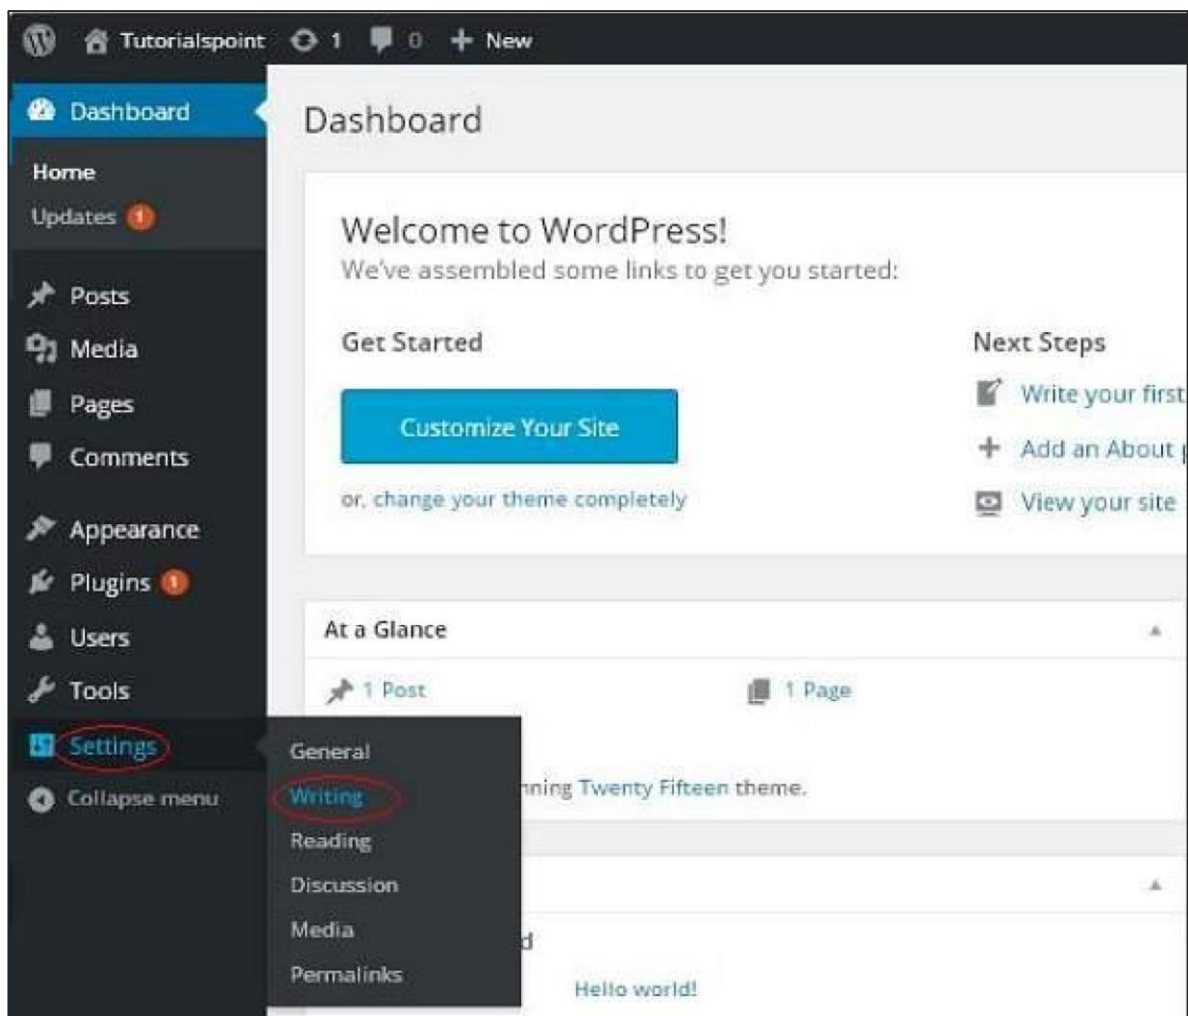 Tutorialspoint 1 0 New
Dashboard
Home
Updates 1
Posts
Media
Pages
Comments
Appearance
Plugins 1
Users
Tools
Settings
Collapse menu
General
Writing
Reading
Discussion
Media
Permalinks
Dashboard
Welcome to WordPress!
We've assembled some links to get you started:
Get Started
Customize Your Site
or, change your theme completely
Next Steps
Write your first
Add an About
View your site
At a Glance
1 Post
1 Page
Twenty Fifteen theme.
Hello world!